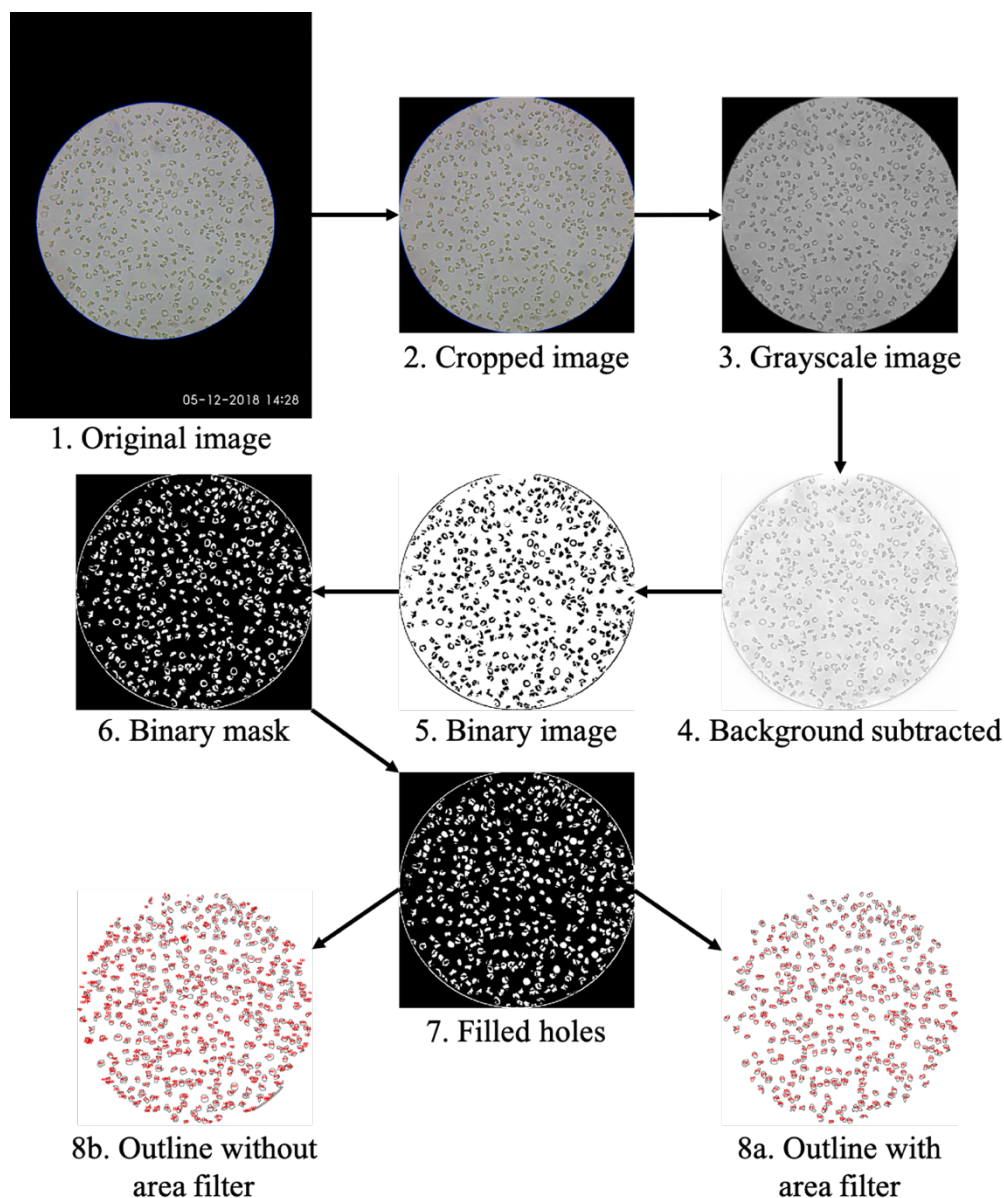 05-12-2018 14:28
1. Original image
2. Cropped image
3. Grayscale image
6. Binary mask
5. Binary image
4. Background subtracted
7. Filled holes
8b. Outline without
area filter
8a. Outline with
area filter